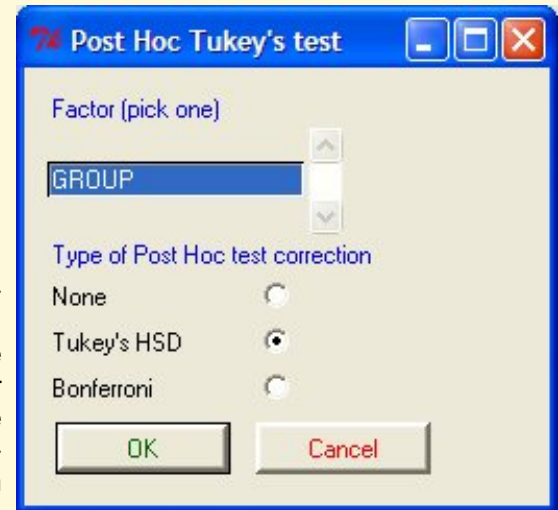 Post Hoc Tukey's test
Factor (pick one)
GROUP
Type of Post Hoc test correction
None
Tukey's HSD
Bonferroni
OK
Cancel